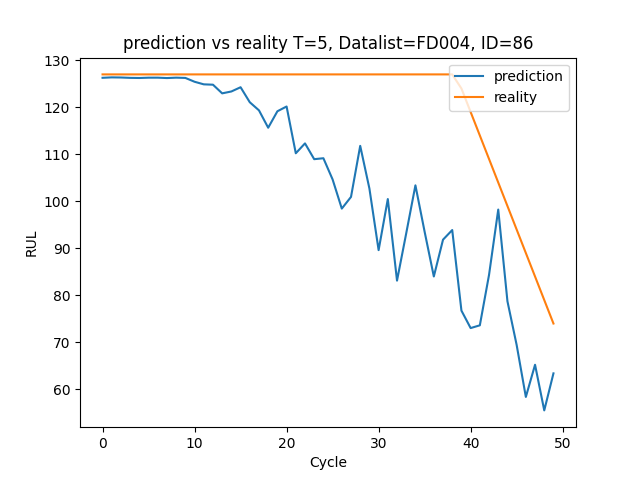 prediction vs reality T=5, Datalist=FD004, ID=86
prediction
reality
130
120
110
100
90
80
70
60
RUL
0 10 20 30 40 50
Cycle